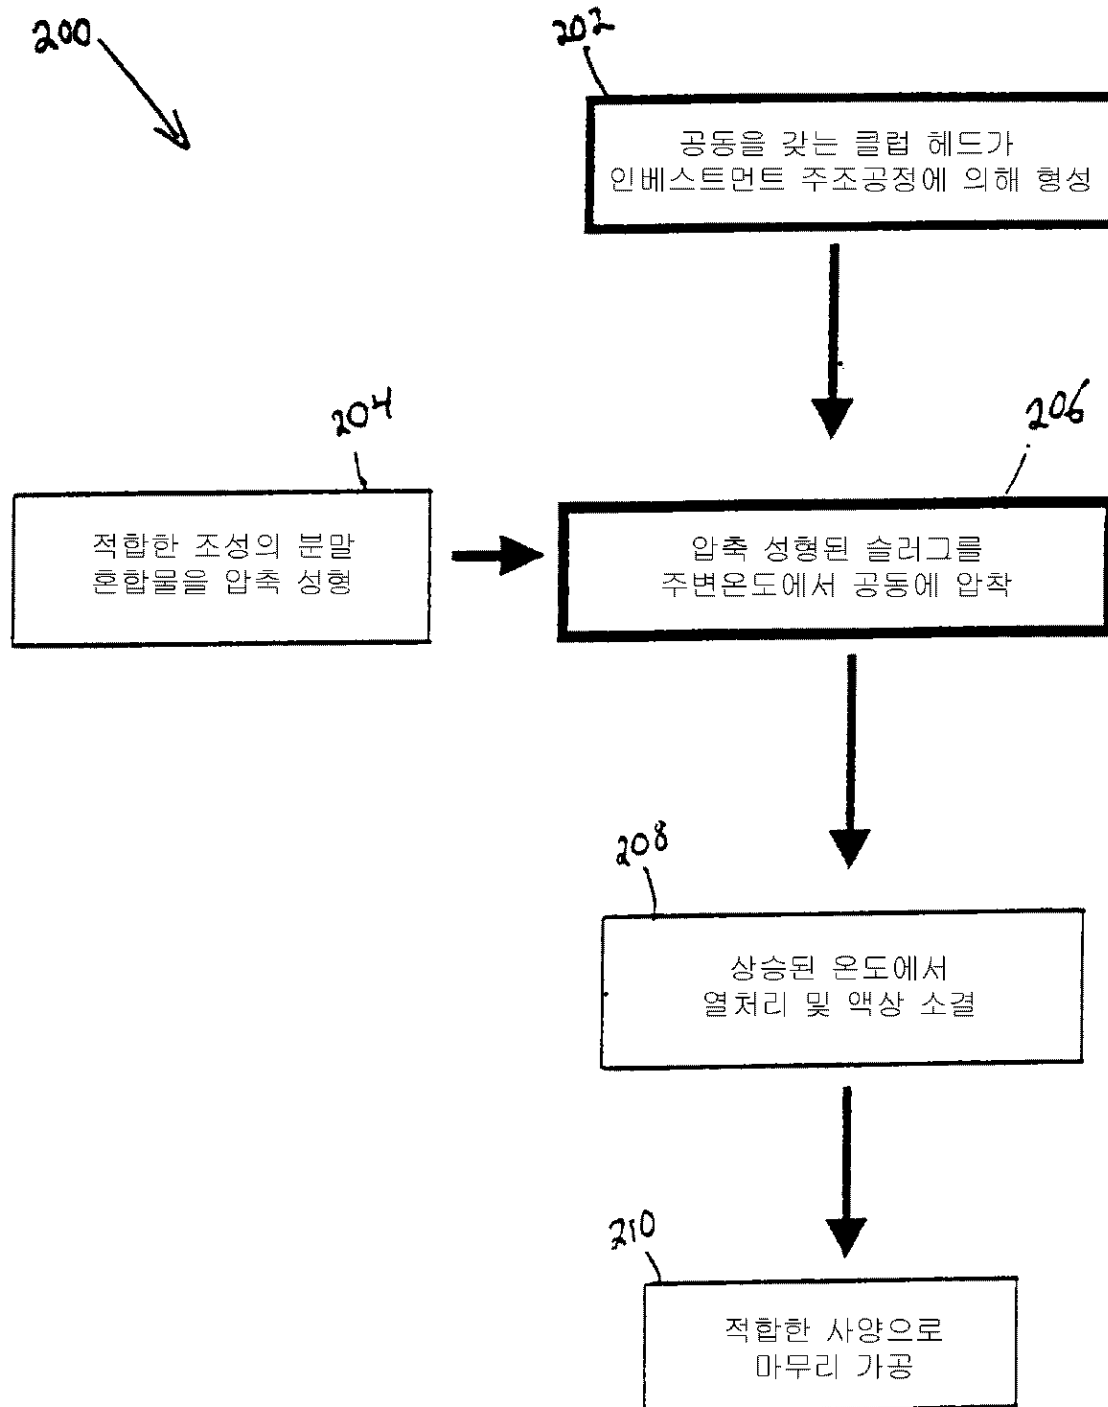 200
202
공동을 갖는 클럽 헤드가
인베스트먼트 주조공정에 의해 형성
204
적합한 조성의 분말
혼합물을 압축 성형
206
압축 성형된 슬러그를
주변온도에서 공동에 압착
208
상승된 온도에서
열처리 및 액상 소결
210
적합한 사양으로
마무리 가공